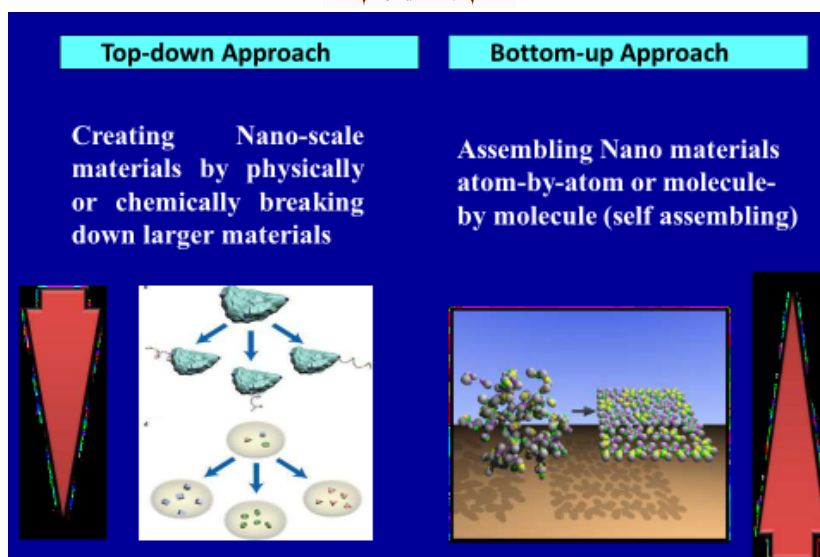 Top-down Approach
Bottom-up Approach
Creating Nano-scale
materials by physically
or chemically breaking
down larger materials
Assembling Nano materials
atom-by-atom or molecule-
by molecule (self assembling)